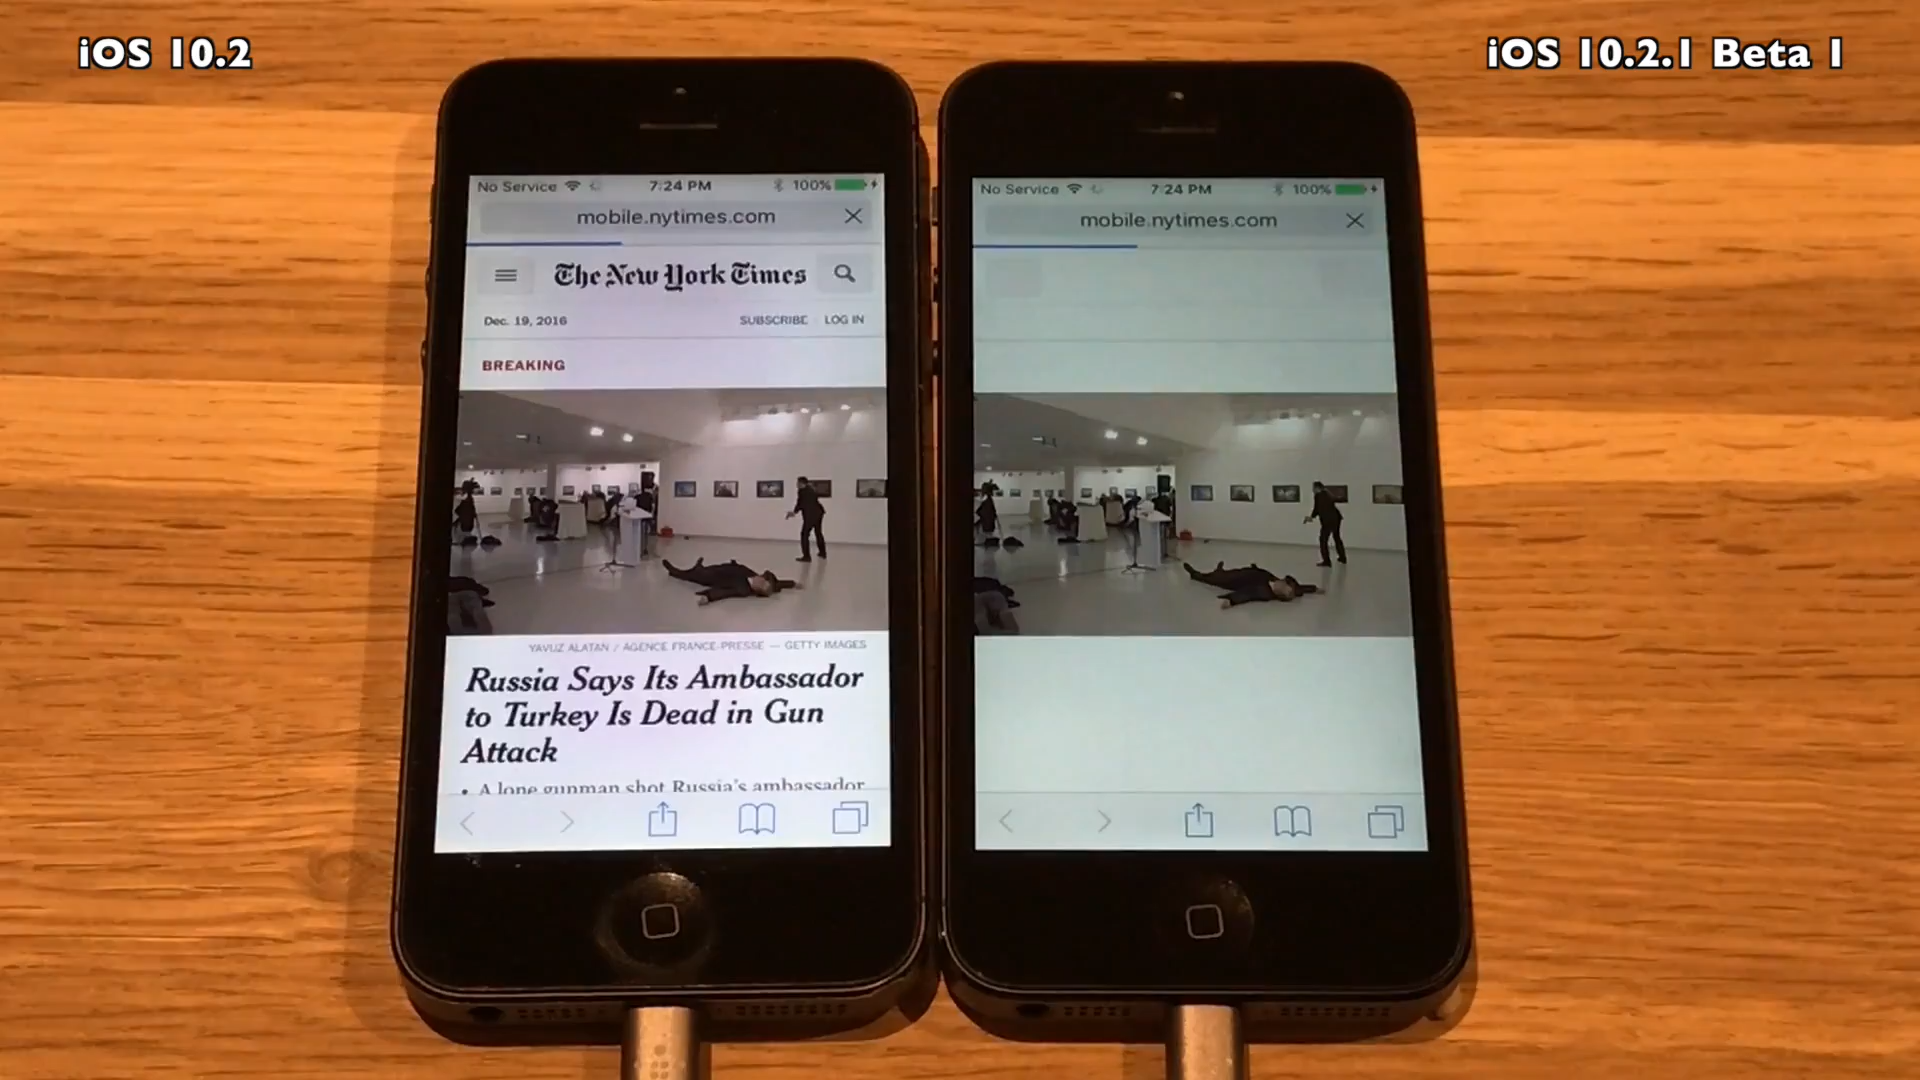 iOS 10.2
iOS 10.2.1 Beta 1
No Service 7:24 PM 100%
mobile.nytimes.com
The New York Times
Dec. 19, 2016 SUBSCRIBE LOG IN
BREAKING
YAVUZ ALATAN / AGENCE FRANCE-PRESSE — GETTY IMAGES
Russia Says Its Ambassador
to Turkey Is Dead in Gun
Attack
• A lone gunman shot Russia's ambassador
No Service 7:24 PM 100%
mobile.nytimes.com